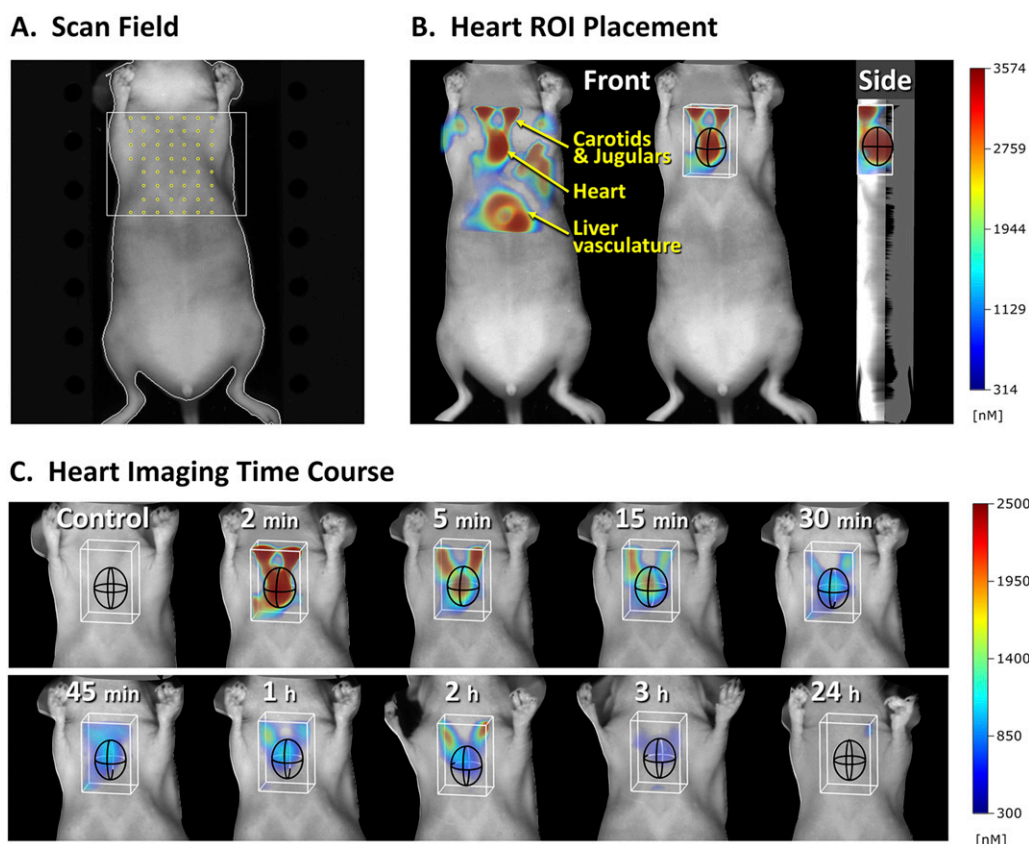 A. Scan Field
B. Heart ROI Placement
Front
Side
Carotids
& Jugulars
Heart
Liver
vasculature
3574
2759
1944
1129
314
[nM]
C. Heart Imaging Time Course
Control
2 min
5 min
15 min
30 min
45 min
1 h
2 h
3 h
24 h
2500
1950
1400
850
300
[nM]